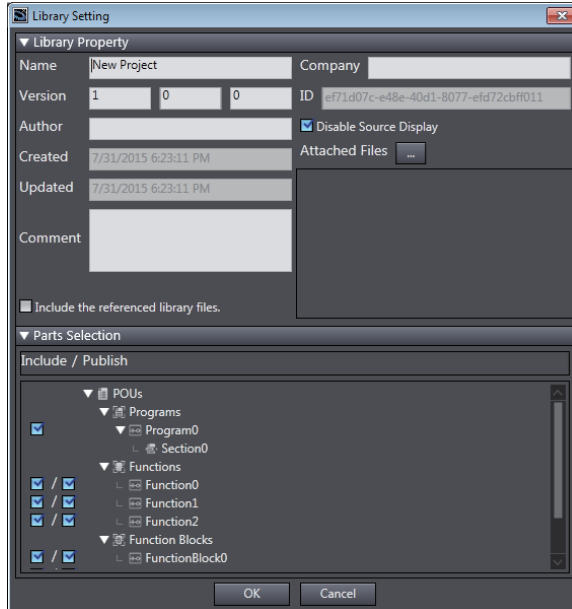 Library Setting
Library Property
Name New Project Company
Version 1 0 0 ID ef71d07c-e48e-40d1-8077-efd72cbff011
Author Disable Source Display
Created 7/31/2015 6:23:11 PM Attached Files ...
Updated 7/31/2015 6:23:11 PM
Comment
Include the referenced library files.
Parts Selection
Include / Publish
POUs
Programs
Program0
Section0
Functions
/ Function0
/ Function1
/ Function2
Function Blocks
/ FunctionBlock0
OK Cancel